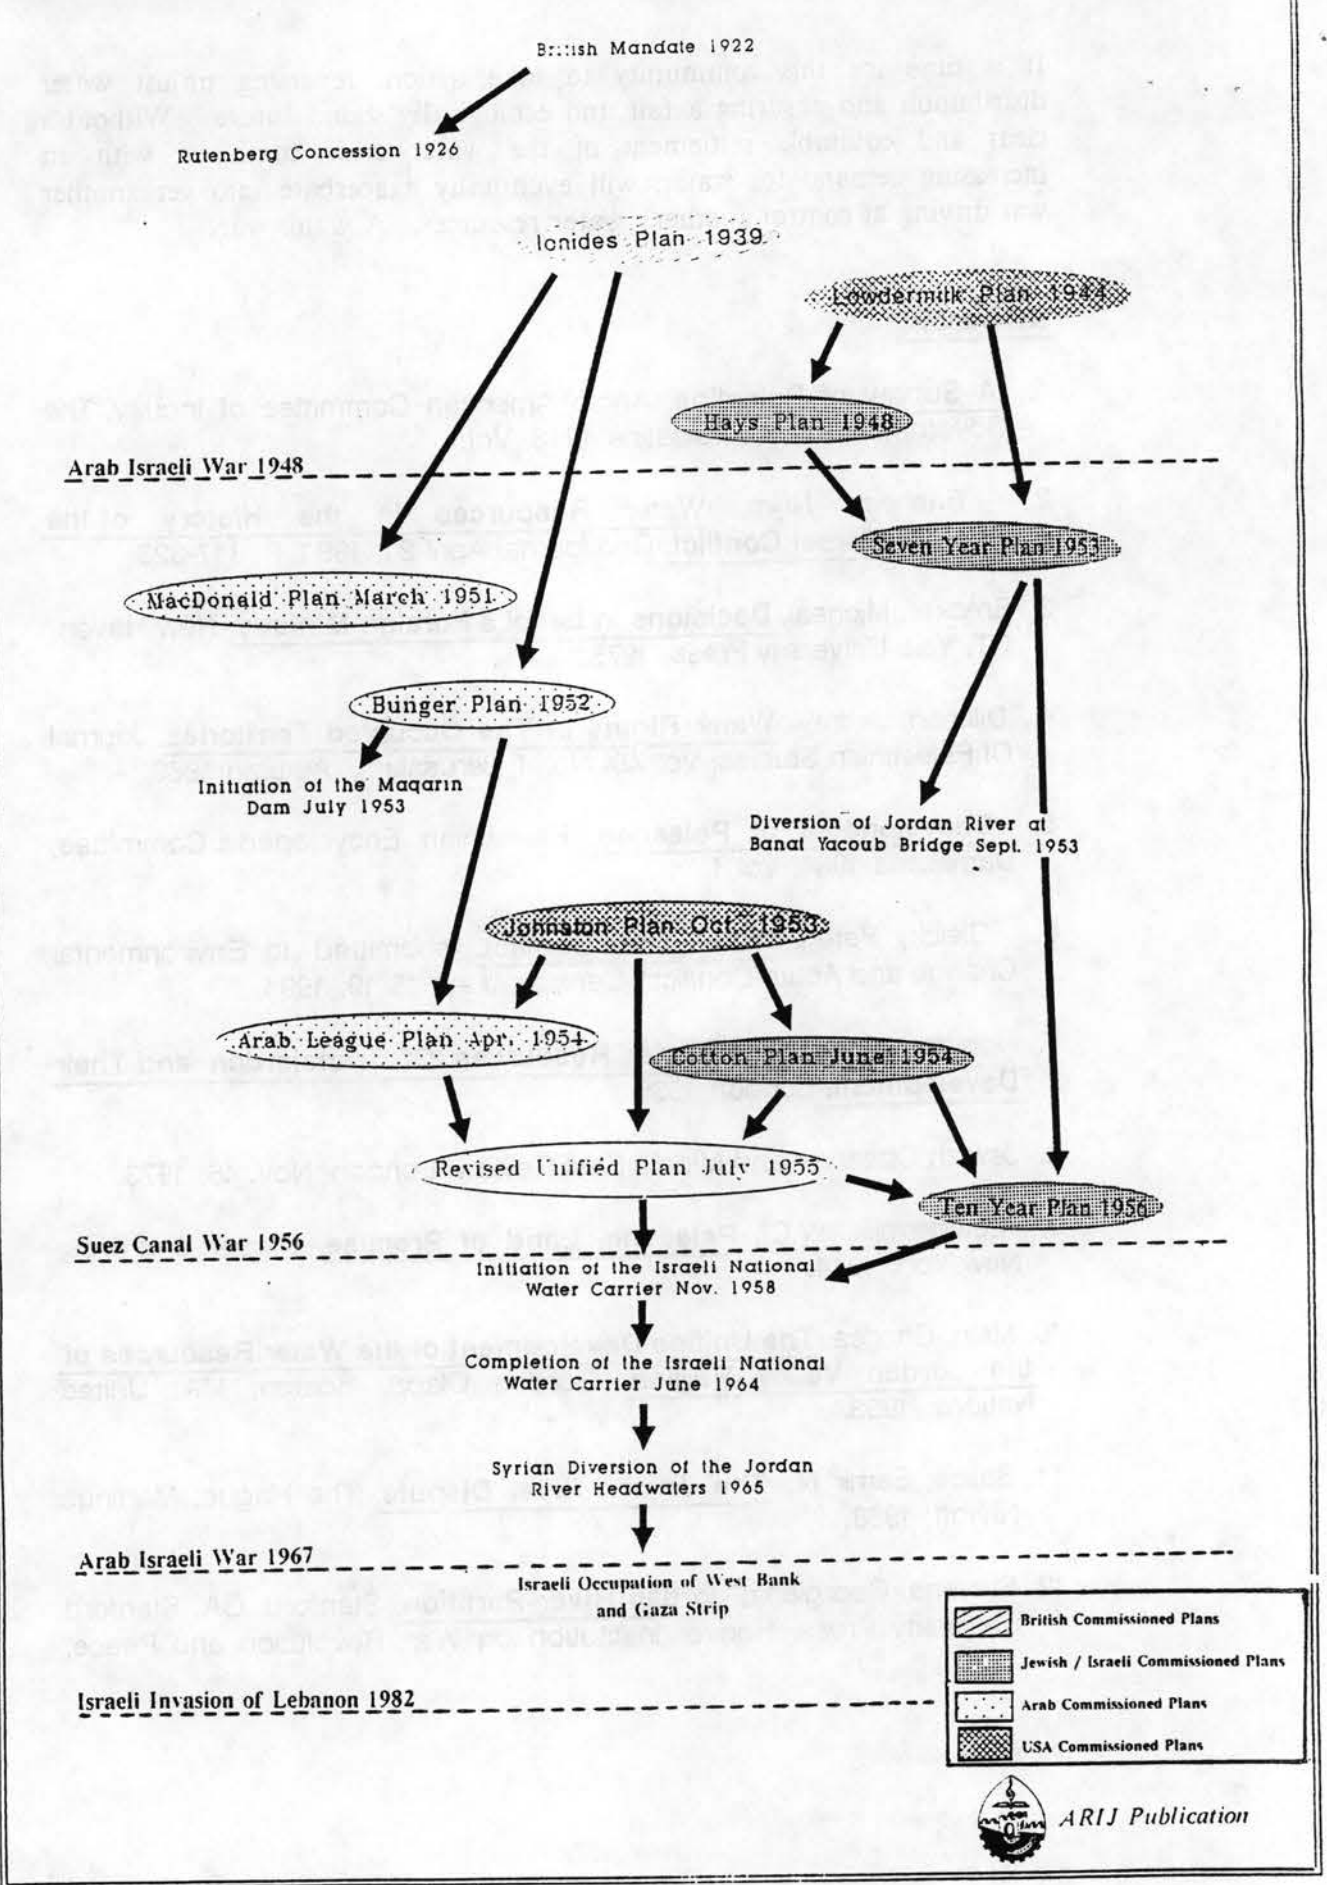 British Mandate 1922
Rutenberg Concession 1926
Ionides Plan 1939
Lowdermilk Plan 1944
Hays Plan 1948
Arab Israeli War 1948
Seven Year Plan 1953
MacDonald Plan March 1951
Bunger Plan 1952
Initiation of the Maqarin
Dam July 1953
Diversion of Jordan River at
Banat Yacoub Bridge Sept. 1953
Johnston Plan Oct. 1953
Arab League Plan Apr. 1954
Cotton Plan June 1954
Revised Unified Plan July 1955
Ten Year Plan 1956
Suez Canal War 1956
Initiation of the Israeli National
Water Carrier Nov. 1958
Completion of the Israeli National
Water Carrier June 1964
Syrian Diversion of the Jordan
River Headwaters 1965
Arab Israeli War 1967
Israeli Occupation of West Bank
and Gaza Strip
British Commissioned Plans
Jewish / Israeli Commissioned Plans
Arab Commissioned Plans
USA Commissioned Plans
Israeli Invasion of Lebanon 1982
ARIJ Publication